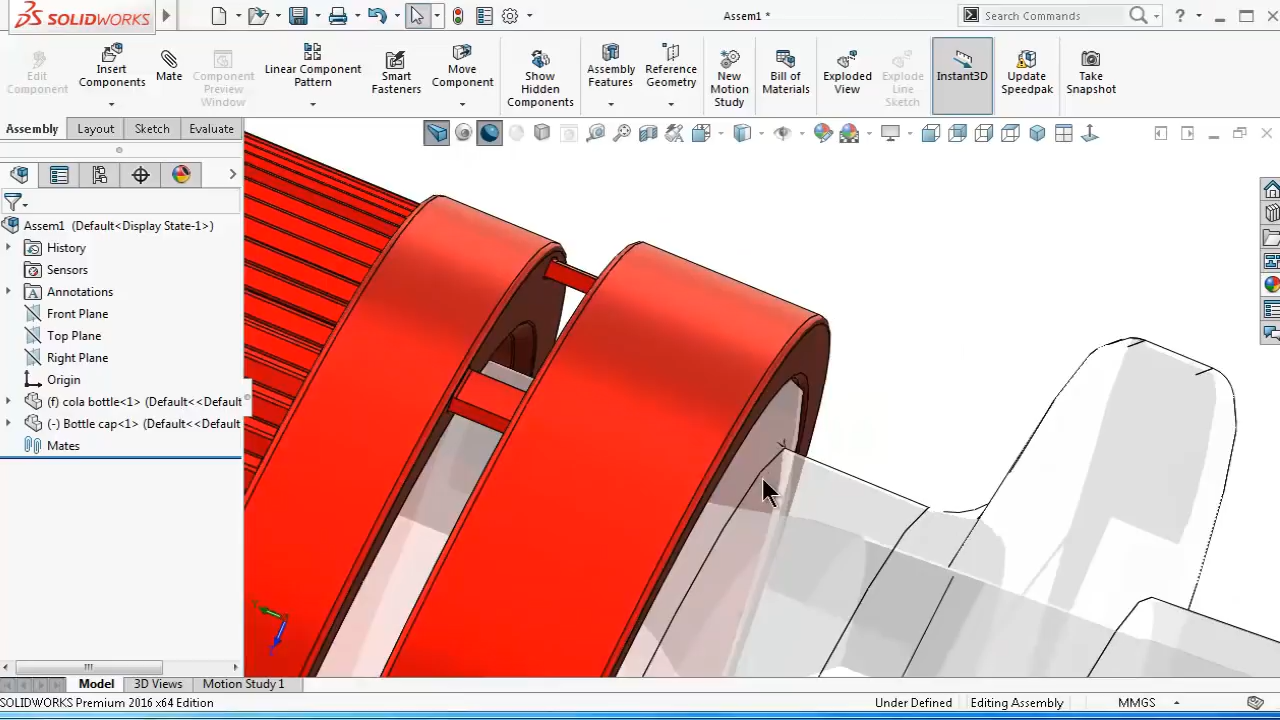 SOLIDWORKS
Assem1 *
Search Commands
Edit Component
Insert Components
Mate
Component Preview Window
Linear Component Pattern
Smart Fasteners
Move Component
Show Hidden Components
Assembly Features
Reference Geometry
New Motion Study
Bill of Materials
Exploded View
Explode Line Sketch
Instant3D
Update Speedpak
Take Snapshot
Assembly
Layout
Sketch
Evaluate
Assem1 (Default<Display State-1>)
History
Sensors
Annotations
Front Plane
Top Plane
Right Plane
Origin
(f) cola bottle<1> (Default<<Default
(-) Bottle cap<1> (Default<<Default
Mates
Model
3D Views
Motion Study 1
SOLIDWORKS Premium 2016 x64 Edition
Under Defined
Editing Assembly
MMGS